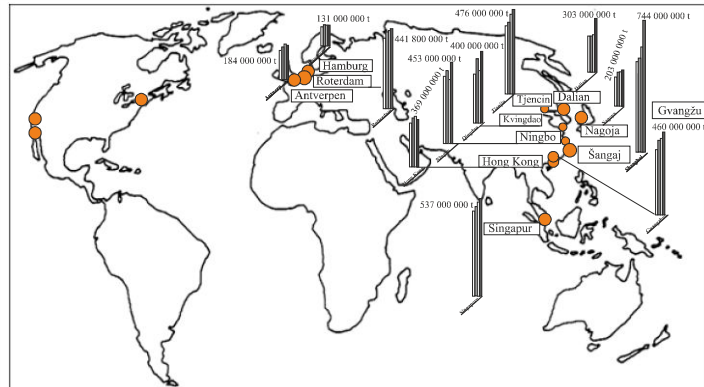 131 000 000 t
184 000 000 t
441 800 000 t
453 000 000 t
369 000 000 t
476 000 000 t
400 000 000 t
303 000 000 t
203 000 000 t
744 000 000 t
460 000 000 t
537 000 000 t
Hamburg
Roterdam
Antverpen
Tjencin
Dalian
Kvingdao
Nagoja
Ningbo
Gvangžu
Hong Kong
Šangaj
Singapur